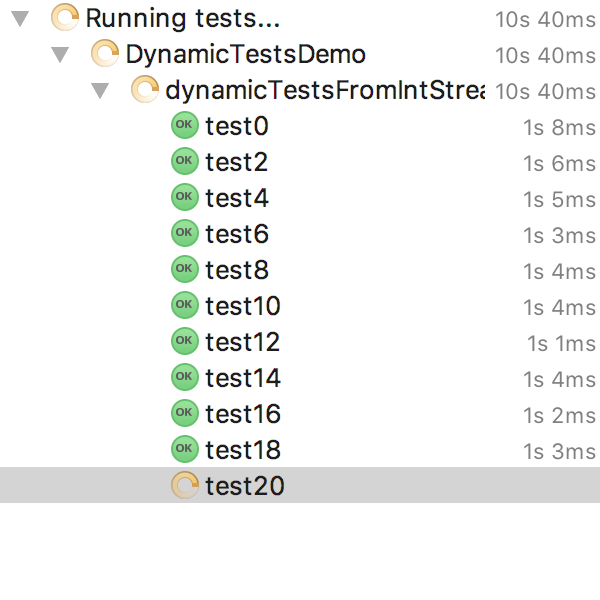 Running tests... 10s 40ms
DynamicTestsDemo 10s 40ms
dynamicTestsFromIntStrea 10s 40ms
OK test0 1s 8ms
OK test2 1s 6ms
OK test4 1s 5ms
OK test6 1s 3ms
OK test8 1s 4ms
OK test10 1s 4ms
OK test12 1s 1ms
OK test14 1s 4ms
OK test16 1s 2ms
OK test18 1s 3ms
test20